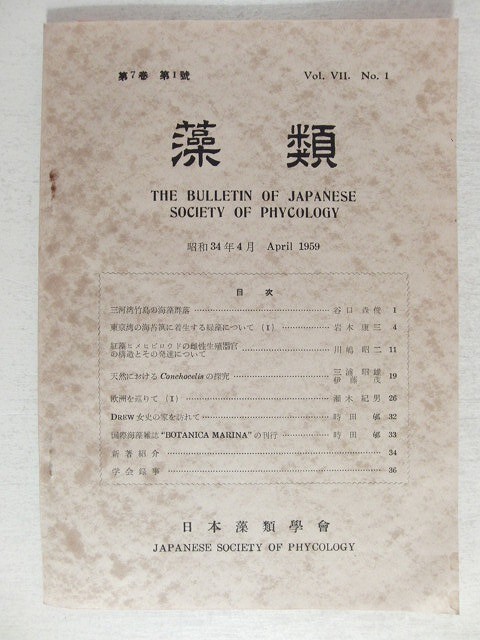 第7巻 第1號
Vol. VII. No. 1
藻類
THE BULLETIN OF JAPANESE
SOCIETY OF PHYCOLOGY
昭和34年4月 April 1959
目次
三河湾竹島の海藻群落 谷口森俊 1
東京湾の海苔篊に着生する緑藻について (I) 岩本康三 4
紅藻ヒメヒビロウドの雌性生殖器官
の構造とその発達について 川嶋昭二 11
天然における Conchocelis の探究 三浦昭雄 伊藤茂 19
欧洲を巡りて (I) 瀬木紀男 26
DREW 女史の家を訪れて 時田郇 32
国際海藻雑誌 "BOTANICA MARINA" の刊行 時田郇 33
新著紹介 34
学会録事 36
日本藻類學會
JAPANESE SOCIETY OF PHYCOLOGY